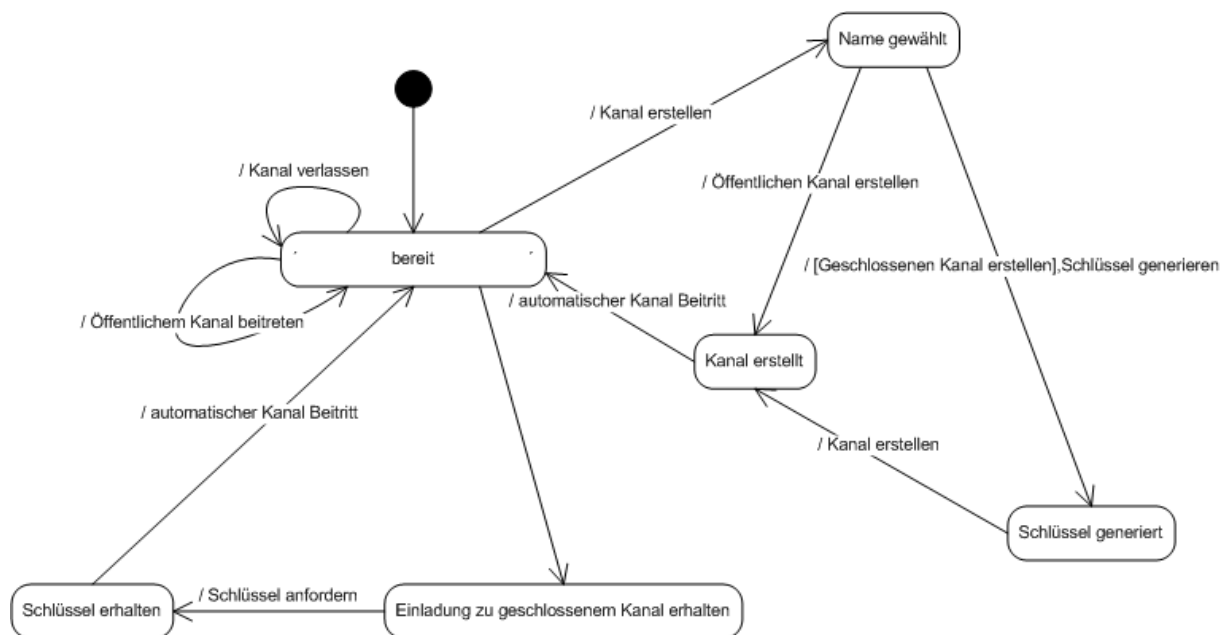 Name gewählt
/ Kanal erstellen
/ Kanal verlassen
/ Öffentlichen Kanal erstellen
bereit
/ [Geschlossenen Kanal erstellen],Schlüssel generieren
/ automatischer Kanal Beitritt
/ Öffentlichem Kanal beitreten
Kanal erstellt
/ automatischer Kanal Beitritt
/ Kanal erstellen
Schlüssel generiert
/ Schlüssel anfordern
Schlüssel erhalten
Einladung zu geschlossenem Kanal erhalten